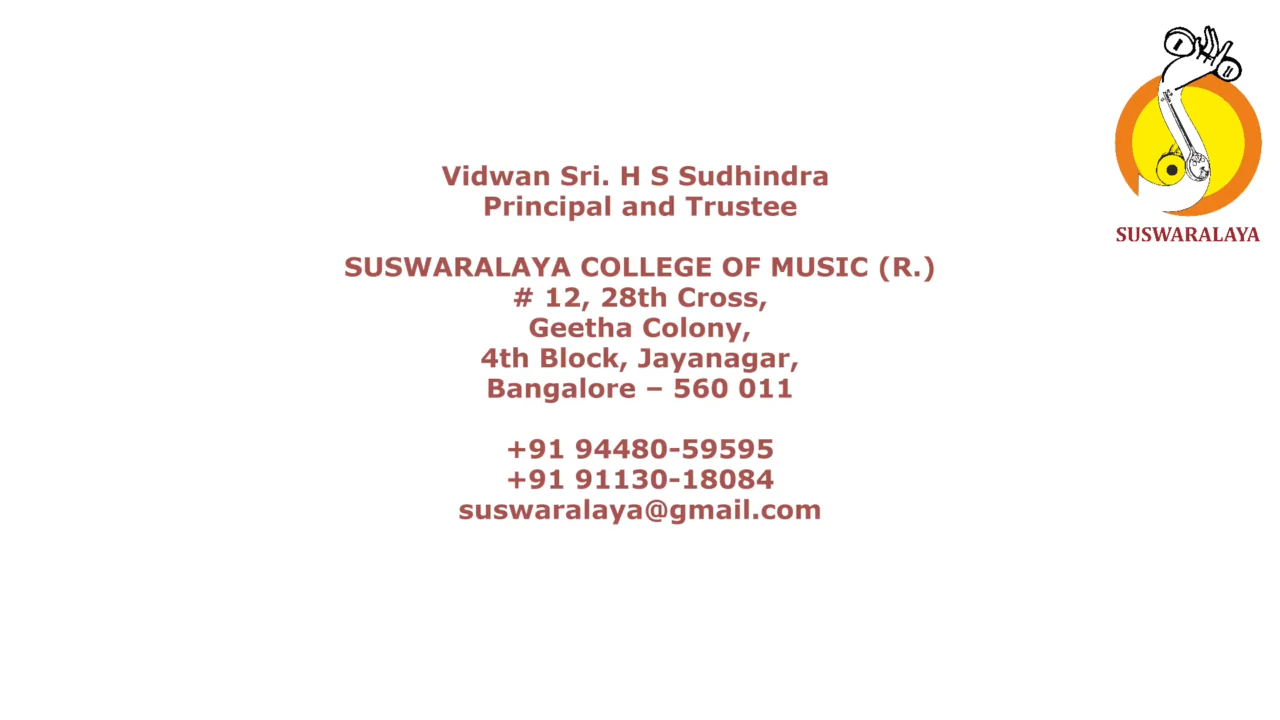 Vidwan Sri. H S Sudhindra
Principal and Trustee
SUSWARALAYA COLLEGE OF MUSIC (R.)
# 12, 28th Cross,
Geetha Colony,
4th Block, Jayanagar,
Bangalore – 560 011
+91 94480-59595
+91 91130-18084
suswaralaya@gmail.com
I
II
SUSWARALAYA